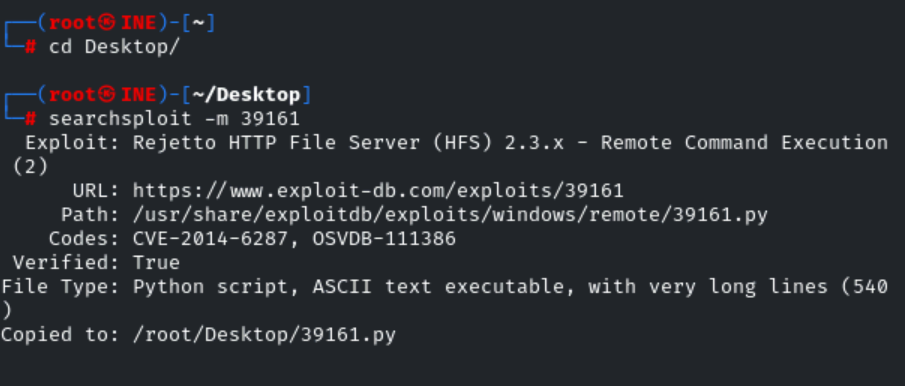 ┌──(root㉿INE)-[~]
└─# cd Desktop/
┌──(root㉿INE)-[~/Desktop]
└─# searchsploit -m 39161
  Exploit: Rejetto HTTP File Server (HFS) 2.3.x - Remote Command Execution
 (2)
      URL: https://www.exploit-db.com/exploits/39161
     Path: /usr/share/exploitdb/exploits/windows/remote/39161.py
    Codes: CVE-2014-6287, OSVDB-111386
 Verified: True
File Type: Python script, ASCII text executable, with very long lines (540
)
Copied to: /root/Desktop/39161.py